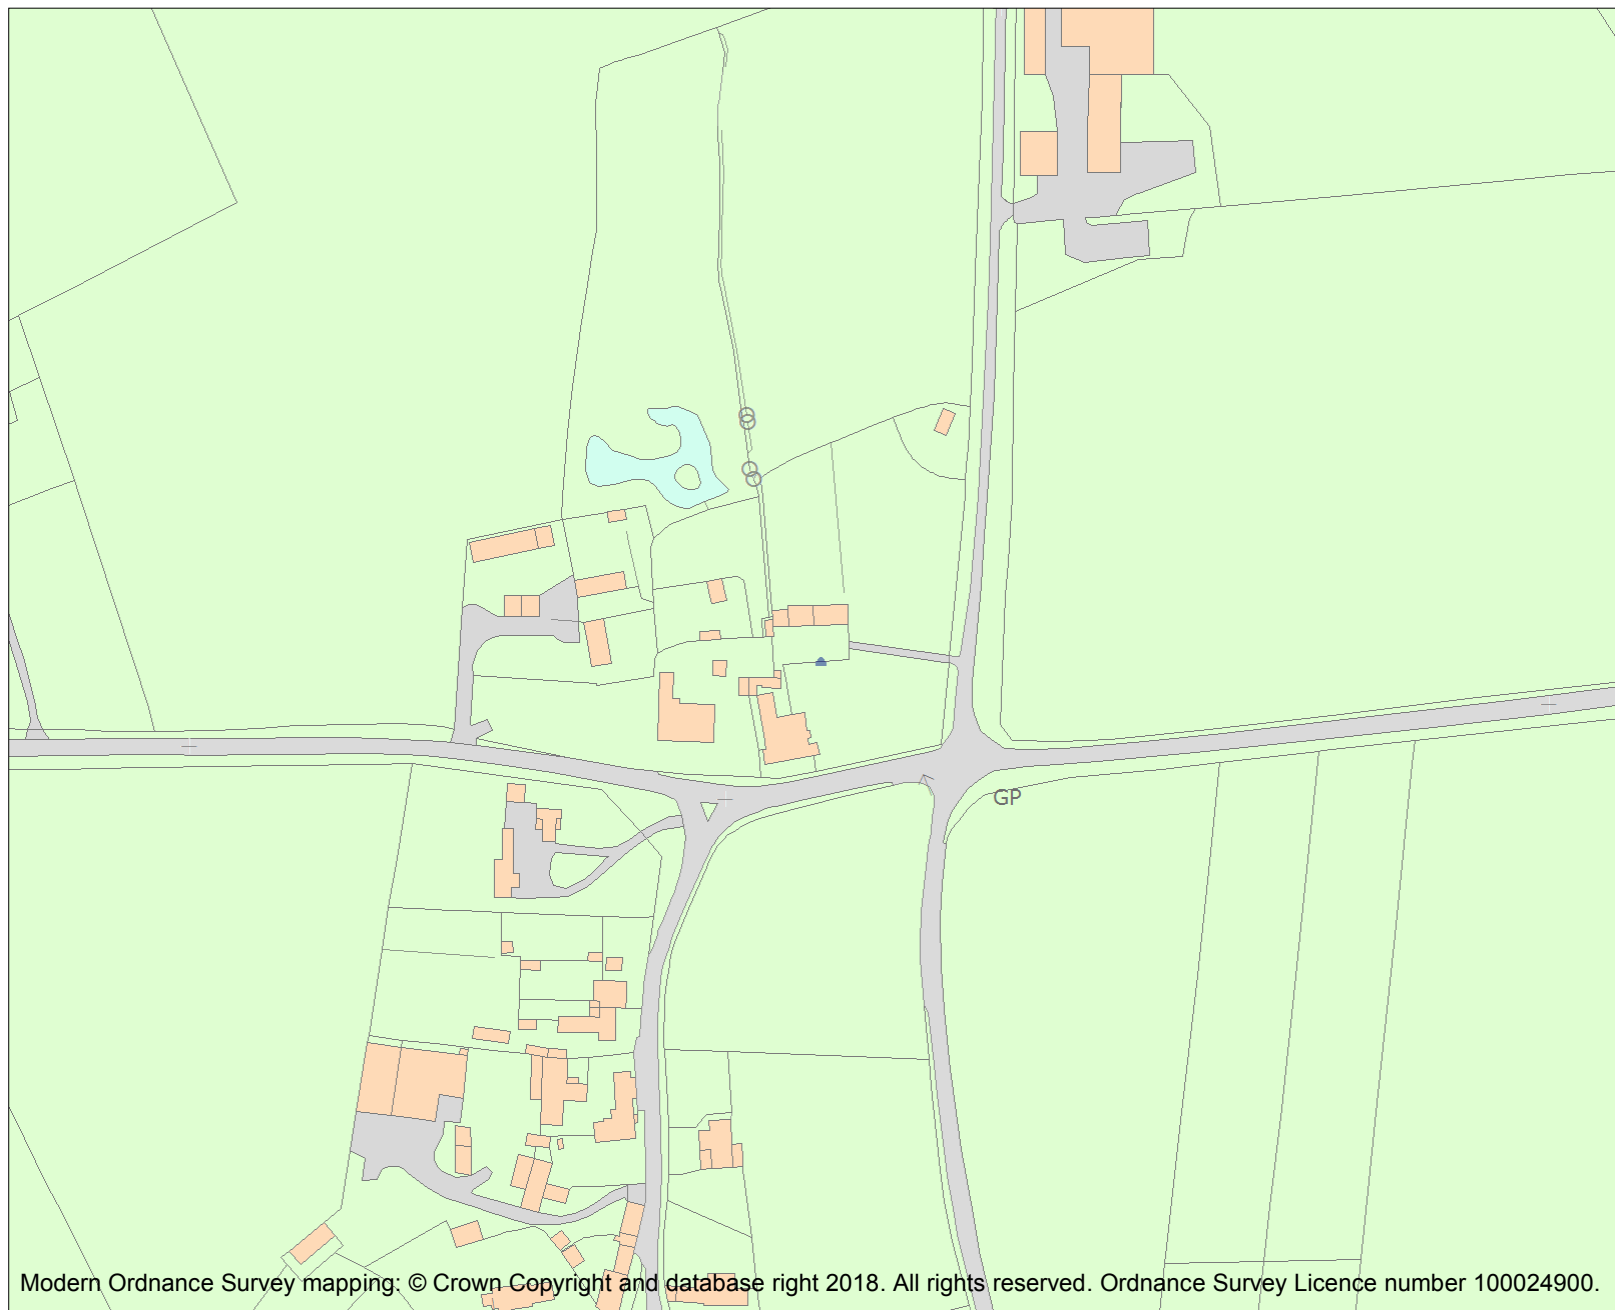 GP
Modern Ordnance Survey mapping: © Crown Copyright and database right 2018. All rights reserved. Ordnance Survey Licence number 100024900.